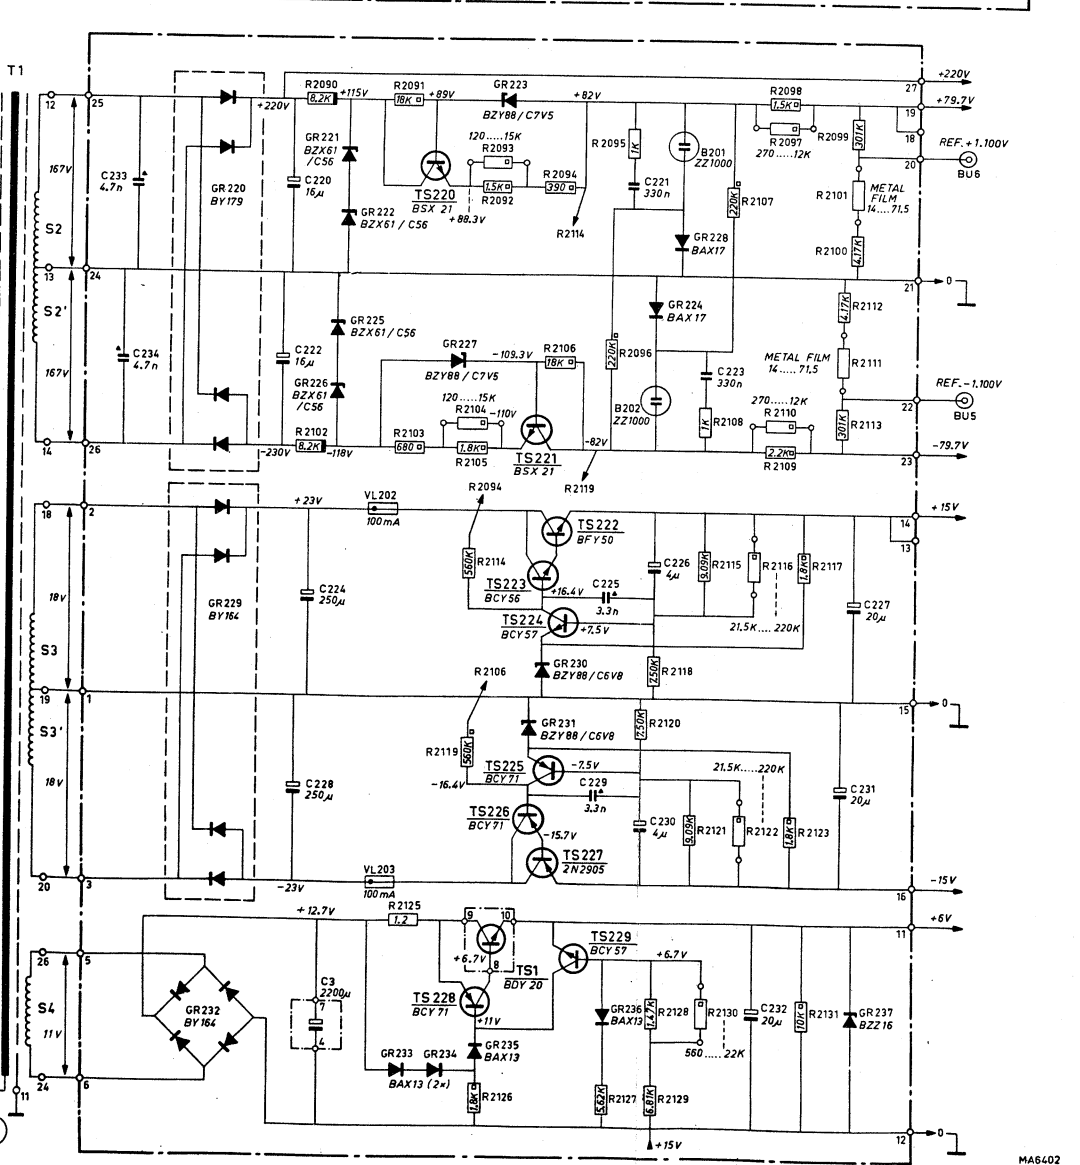 T1
12
25
167V
C233
4.7n
S2
13
24
S2'
167V
C234
4.7n
14
26
GR220
BY179
+220V
R2090
8.2K
+115V
GR221
BZX61
/C56
C220
16μ
GR222
BZX61/C56
R2091
18K
+89V
GR223
BZY88/C7V5
120.....15K
R2093
TS220
BSX 21
1.5K
R2092
+88.3V
R2094
390
R2114
+82V
R2095
1K
C221
330n
B201
ZZ1000
GR228
BAX17
220K
R2107
R2098
1.5K
R2097
270.....12K
R2099
301K
R2101
METAL
FILM
14....71,5
R2100
4.17K
27
+220V
19
+79.7V
18
20
REF.+1.100V
BU6
21
0
C222
16μ
GR225
BZX61/C56
GR226
BZX61
/C56
R2102
8.2K
-230V
-118V
GR227
BZY88/C7V5
-109.3V
R2106
18K
120.....15K
R2104
-110V
R2103
680
1.8K
R2105
TS221
BSX 21
-82V
R2119
220K
R2096
GR224
BAX17
B202
ZZ1000
C223
330n
1K
R2108
METAL FILM
14.....71,5
4.17K
R2112
R2111
301K
R2113
270.....12K
R2110
2.2K
R2109
22
REF.-1.100V
BU5
23
-79.7V
18
2
18V
S3
19
1
S3'
18V
20
3
GR229
BY164
+23V
VL202
100mA
C224
250μ
R2094
560K
R2114
TS222
BFY50
TS223
BCY56
+16.4V
C225
3.3n
TS224
BCY57
+7.5V
GR230
BZY88/C6V8
C226
4μ
9.09K
R2115
R2116
21.5K....220K
1.8K
R2117
7.50K
R2118
C227
20μ
14
+15V
13
15
0
C228
250μ
-23V
VL203
100mA
R2106
R2119
560K
-16.4V
GR231
BZY88/C6V8
TS225
BCY71
-7.5V
C229
3.3n
TS226
BCY71
-15.7V
TS227
2N2905
7.50K
R2120
C230
4μ
9.09K
R2121
21.5K.....220K
R2122
1.8K
R2123
C231
20μ
16
-15V
26
5
S4
11V
24
6
11
GR232
BY164
+12.7V
C3
2200μ
7
4
R2125
1.2
9
10
+6.7V
8
TS1
BDY 20
TS228
BCY71
+11V
GR233
GR234
BAX13 (2x)
GR235
BAX13
1.8K
R2126
TS229
BCY57
+6.7V
GR236
BAX13
5.62K
R2127
1.47K
R2128
R2130
560.....22K
6.81K
R2129
+15V
C232
20μ
10K
R2131
GR237
BZZ16
11
+6V
12
0
MA6402